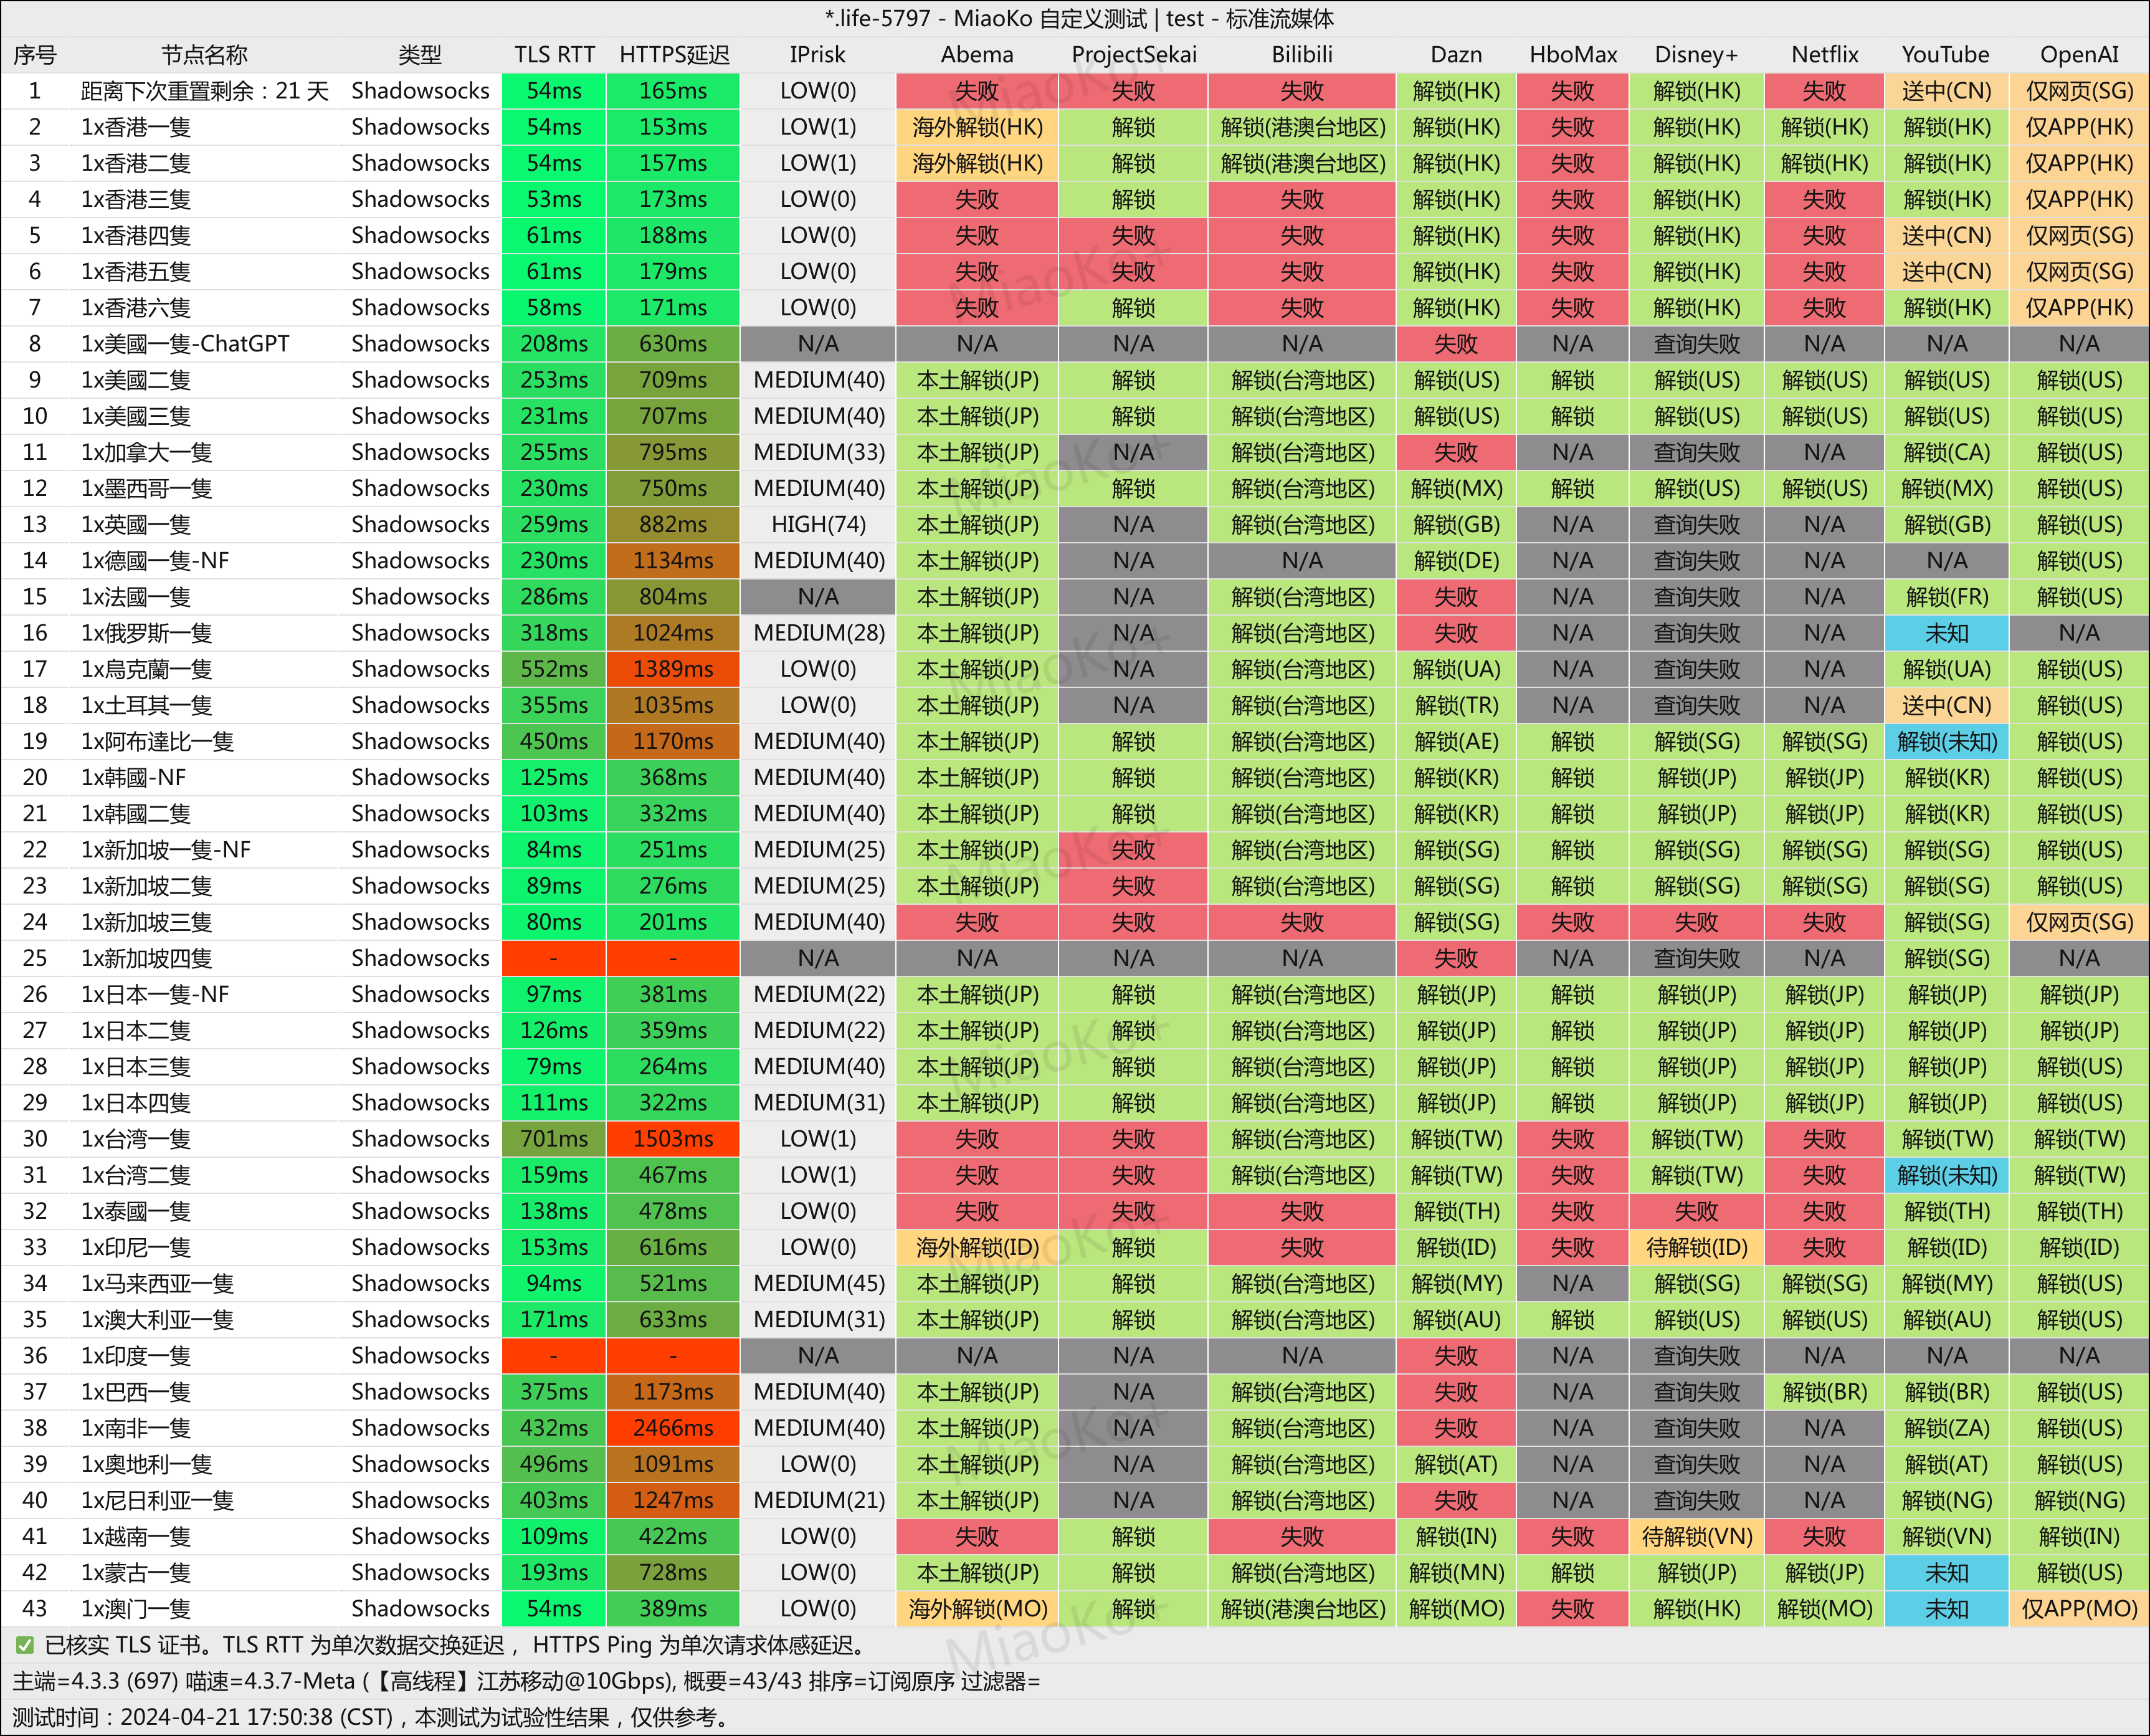 *.life-5797 - MiaoKo 自定义测试 | test - 标准流媒体
序号 节点名称 类型 TLS RTT HTTPS延迟 IPrisk Abema ProjectSekai Bilibili Dazn HboMax Disney+ Netflix YouTube OpenAI
1 距离下次重置剩余：21 天 Shadowsocks 54ms 165ms LOW(0) 失败 失败 失败 解锁(HK) 失败 解锁(HK) 失败 送中(CN) 仅网页(SG)
2 1x香港一隻 Shadowsocks 54ms 153ms LOW(1) 海外解锁(HK) 解锁 解锁(港澳台地区) 解锁(HK) 失败 解锁(HK) 解锁(HK) 解锁(HK) 仅APP(HK)
3 1x香港二隻 Shadowsocks 54ms 157ms LOW(1) 海外解锁(HK) 解锁 解锁(港澳台地区) 解锁(HK) 失败 解锁(HK) 解锁(HK) 解锁(HK) 仅APP(HK)
4 1x香港三隻 Shadowsocks 53ms 173ms LOW(0) 失败 解锁 失败 解锁(HK) 失败 解锁(HK) 失败 解锁(HK) 仅APP(HK)
5 1x香港四隻 Shadowsocks 61ms 188ms LOW(0) 失败 失败 失败 解锁(HK) 失败 解锁(HK) 失败 送中(CN) 仅网页(SG)
6 1x香港五隻 Shadowsocks 61ms 179ms LOW(0) 失败 失败 失败 解锁(HK) 失败 解锁(HK) 失败 送中(CN) 仅网页(SG)
7 1x香港六隻 Shadowsocks 58ms 171ms LOW(0) 失败 解锁 失败 解锁(HK) 失败 解锁(HK) 失败 解锁(HK) 仅APP(HK)
8 1x美國一隻-ChatGPT Shadowsocks 208ms 630ms N/A N/A N/A N/A 失败 N/A 查询失败 N/A N/A N/A
9 1x美國二隻 Shadowsocks 253ms 709ms MEDIUM(40) 本土解锁(JP) 解锁 解锁(台湾地区) 解锁(US) 解锁 解锁(US) 解锁(US) 解锁(US) 解锁(US)
10 1x美國三隻 Shadowsocks 231ms 707ms MEDIUM(40) 本土解锁(JP) 解锁 解锁(台湾地区) 解锁(US) 解锁 解锁(US) 解锁(US) 解锁(US) 解锁(US)
11 1x加拿大一隻 Shadowsocks 255ms 795ms MEDIUM(33) 本土解锁(JP) N/A 解锁(台湾地区) 失败 N/A 查询失败 N/A 解锁(CA) 解锁(US)
12 1x墨西哥一隻 Shadowsocks 230ms 750ms MEDIUM(40) 本土解锁(JP) 解锁 解锁(台湾地区) 解锁(MX) 解锁 解锁(US) 解锁(US) 解锁(MX) 解锁(US)
13 1x英國一隻 Shadowsocks 259ms 882ms HIGH(74) 本土解锁(JP) N/A 解锁(台湾地区) 解锁(GB) N/A 查询失败 N/A 解锁(GB) 解锁(US)
14 1x德國一隻-NF Shadowsocks 230ms 1134ms MEDIUM(40) 本土解锁(JP) N/A N/A 解锁(DE) N/A 查询失败 N/A N/A 解锁(US)
15 1x法國一隻 Shadowsocks 286ms 804ms N/A 本土解锁(JP) N/A 解锁(台湾地区) 失败 N/A 查询失败 N/A 解锁(FR) 解锁(US)
16 1x俄罗斯一隻 Shadowsocks 318ms 1024ms MEDIUM(28) 本土解锁(JP) N/A 解锁(台湾地区) 失败 N/A 查询失败 N/A 未知 N/A
17 1x烏克蘭一隻 Shadowsocks 552ms 1389ms LOW(0) 本土解锁(JP) N/A 解锁(台湾地区) 解锁(UA) N/A 查询失败 N/A 解锁(UA) 解锁(US)
18 1x土耳其一隻 Shadowsocks 355ms 1035ms LOW(0) 本土解锁(JP) N/A 解锁(台湾地区) 解锁(TR) N/A 查询失败 N/A 送中(CN) 解锁(US)
19 1x阿布達比一隻 Shadowsocks 450ms 1170ms MEDIUM(40) 本土解锁(JP) 解锁 解锁(台湾地区) 解锁(AE) 解锁 解锁(SG) 解锁(SG) 解锁(未知) 解锁(US)
20 1x韩國-NF Shadowsocks 125ms 368ms MEDIUM(40) 本土解锁(JP) 解锁 解锁(台湾地区) 解锁(KR) 解锁 解锁(JP) 解锁(JP) 解锁(KR) 解锁(US)
21 1x韩國二隻 Shadowsocks 103ms 332ms MEDIUM(40) 本土解锁(JP) 解锁 解锁(台湾地区) 解锁(KR) 解锁 解锁(JP) 解锁(JP) 解锁(KR) 解锁(US)
22 1x新加坡一隻-NF Shadowsocks 84ms 251ms MEDIUM(25) 本土解锁(JP) 失败 解锁(台湾地区) 解锁(SG) 解锁 解锁(SG) 解锁(SG) 解锁(SG) 解锁(US)
23 1x新加坡二隻 Shadowsocks 89ms 276ms MEDIUM(25) 本土解锁(JP) 失败 解锁(台湾地区) 解锁(SG) 解锁 解锁(SG) 解锁(SG) 解锁(SG) 解锁(US)
24 1x新加坡三隻 Shadowsocks 80ms 201ms MEDIUM(40) 失败 失败 失败 解锁(SG) 失败 失败 失败 解锁(SG) 仅网页(SG)
25 1x新加坡四隻 Shadowsocks - - N/A N/A N/A N/A 失败 N/A 查询失败 N/A 解锁(SG) N/A
26 1x日本一隻-NF Shadowsocks 97ms 381ms MEDIUM(22) 本土解锁(JP) 解锁 解锁(台湾地区) 解锁(JP) 解锁 解锁(JP) 解锁(JP) 解锁(JP) 解锁(JP)
27 1x日本二隻 Shadowsocks 126ms 359ms MEDIUM(22) 本土解锁(JP) 解锁 解锁(台湾地区) 解锁(JP) 解锁 解锁(JP) 解锁(JP) 解锁(JP) 解锁(JP)
28 1x日本三隻 Shadowsocks 79ms 264ms MEDIUM(40) 本土解锁(JP) 解锁 解锁(台湾地区) 解锁(JP) 解锁 解锁(JP) 解锁(JP) 解锁(JP) 解锁(US)
29 1x日本四隻 Shadowsocks 111ms 322ms MEDIUM(31) 本土解锁(JP) 解锁 解锁(台湾地区) 解锁(JP) 解锁 解锁(JP) 解锁(JP) 解锁(JP) 解锁(US)
30 1x台湾一隻 Shadowsocks 701ms 1503ms LOW(1) 失败 失败 解锁(台湾地区) 解锁(TW) 失败 解锁(TW) 失败 解锁(TW) 解锁(TW)
31 1x台湾二隻 Shadowsocks 159ms 467ms LOW(1) 失败 失败 解锁(台湾地区) 解锁(TW) 失败 解锁(TW) 失败 解锁(未知) 解锁(TW)
32 1x泰國一隻 Shadowsocks 138ms 478ms LOW(0) 失败 失败 失败 解锁(TH) 失败 失败 失败 解锁(TH) 解锁(TH)
33 1x印尼一隻 Shadowsocks 153ms 616ms LOW(0) 海外解锁(ID) 解锁 失败 解锁(ID) 失败 待解锁(ID) 失败 解锁(ID) 解锁(ID)
34 1x马来西亚一隻 Shadowsocks 94ms 521ms MEDIUM(45) 本土解锁(JP) 解锁 解锁(台湾地区) 解锁(MY) N/A 解锁(SG) 解锁(SG) 解锁(MY) 解锁(US)
35 1x澳大利亚一隻 Shadowsocks 171ms 633ms MEDIUM(31) 本土解锁(JP) 解锁 解锁(台湾地区) 解锁(AU) 解锁 解锁(US) 解锁(US) 解锁(AU) 解锁(US)
36 1x印度一隻 Shadowsocks - - N/A N/A N/A N/A 失败 N/A 查询失败 N/A N/A N/A
37 1x巴西一隻 Shadowsocks 375ms 1173ms MEDIUM(40) 本土解锁(JP) N/A 解锁(台湾地区) 失败 N/A 查询失败 解锁(BR) 解锁(BR) 解锁(US)
38 1x南非一隻 Shadowsocks 432ms 2466ms MEDIUM(40) 本土解锁(JP) N/A 解锁(台湾地区) 失败 N/A 查询失败 N/A 解锁(ZA) 解锁(US)
39 1x奥地利一隻 Shadowsocks 496ms 1091ms LOW(0) 本土解锁(JP) N/A 解锁(台湾地区) 解锁(AT) N/A 查询失败 N/A 解锁(AT) 解锁(US)
40 1x尼日利亚一隻 Shadowsocks 403ms 1247ms MEDIUM(21) 本土解锁(JP) N/A 解锁(台湾地区) 失败 N/A 查询失败 N/A 解锁(NG) 解锁(NG)
41 1x越南一隻 Shadowsocks 109ms 422ms LOW(0) 失败 解锁 失败 解锁(IN) 失败 待解锁(VN) 失败 解锁(VN) 解锁(IN)
42 1x蒙古一隻 Shadowsocks 193ms 728ms LOW(0) 本土解锁(JP) 解锁 解锁(台湾地区) 解锁(MN) 解锁 解锁(JP) 解锁(JP) 未知 解锁(US)
43 1x澳门一隻 Shadowsocks 54ms 389ms LOW(0) 海外解锁(MO) 解锁 解锁(港澳台地区) 解锁(MO) 失败 解锁(HK) 解锁(MO) 未知 仅APP(MO)
✅ 已核实 TLS 证书。TLS RTT 为单次数据交换延迟， HTTPS Ping 为单次请求体感延迟。
主端=4.3.3 (697) 喵速=4.3.7-Meta (【高线程】江苏移动@10Gbps), 概要=43/43 排序=订阅原序 过滤器=
测试时间：2024-04-21 17:50:38 (CST)，本测试为试验性结果，仅供参考。
MiaoKo+
MiaoKo+
MiaoKo+
MiaoKo+
MiaoKo+
MiaoKo+
MiaoKo+
MiaoKo+
MiaoKo+